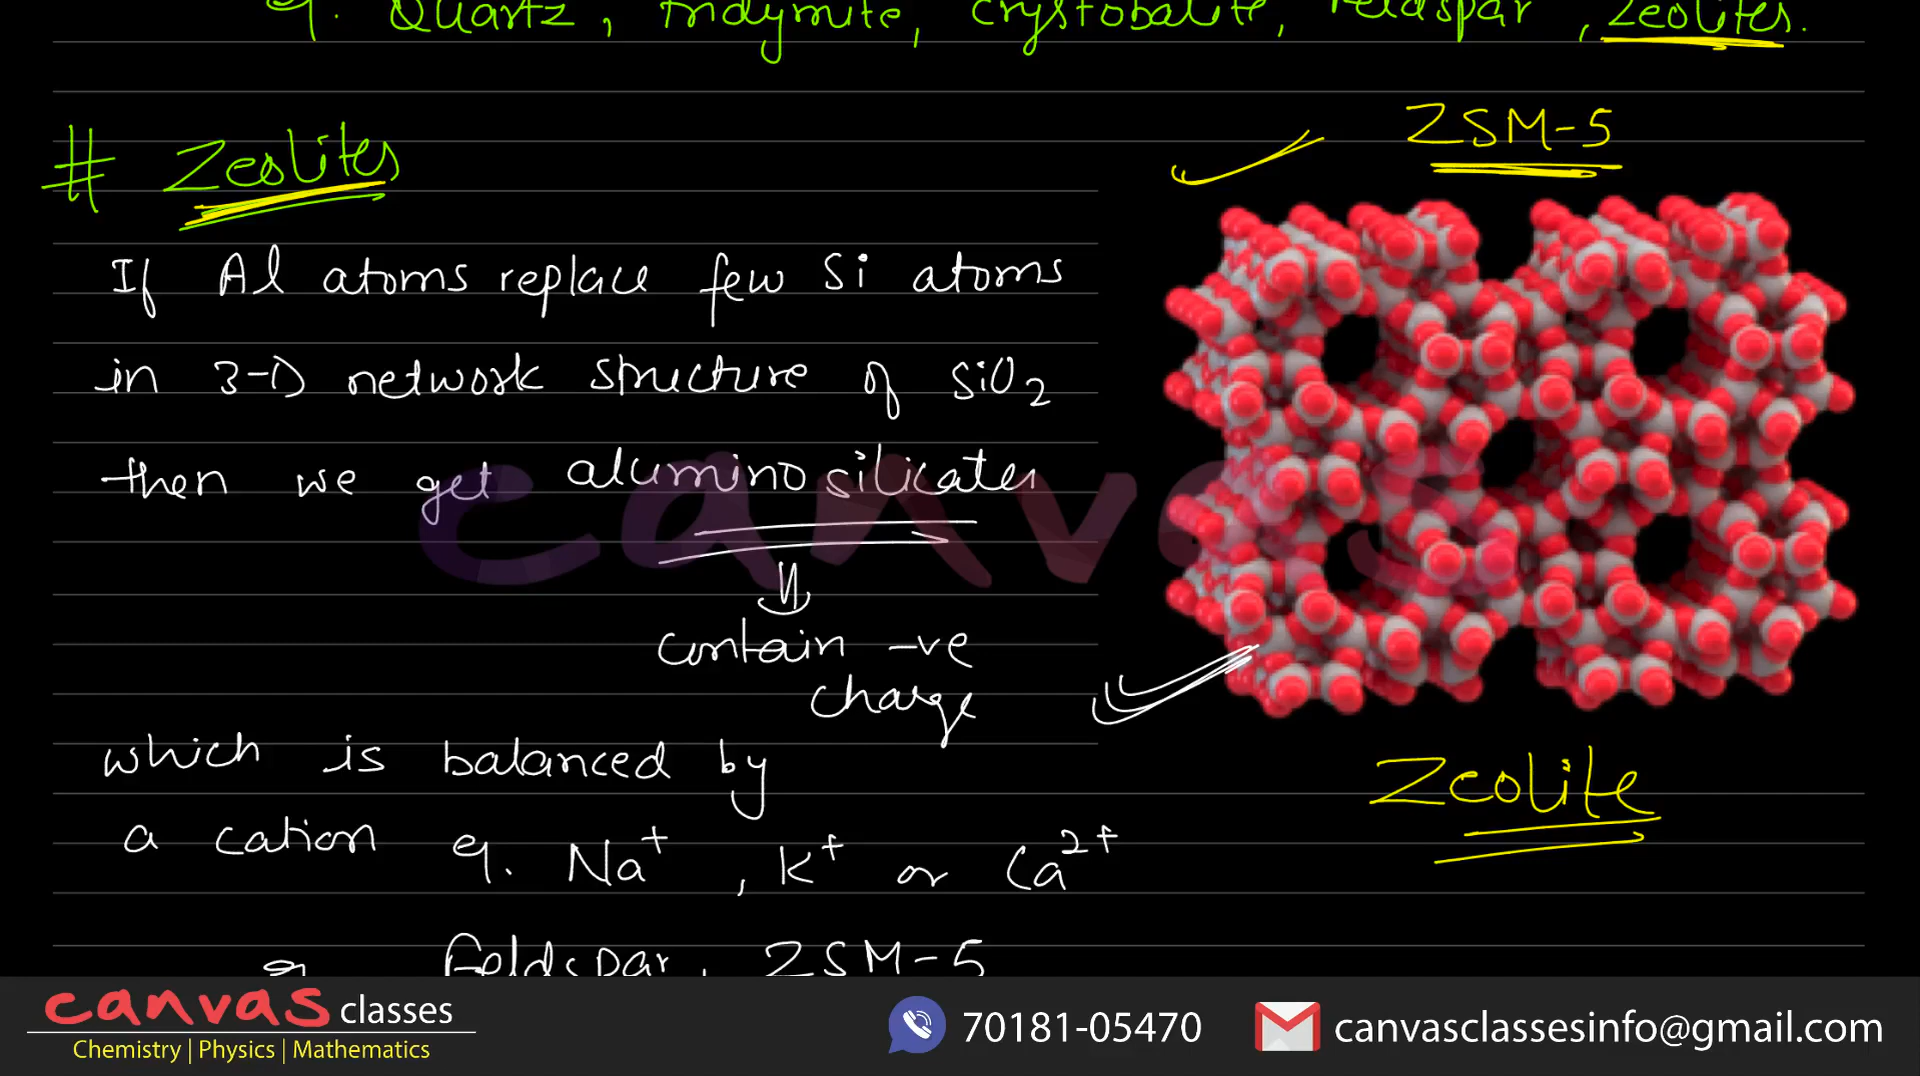 eg. Quartz, tridymite, crystobalite, feldspar, Zeolites.
ZSM-5
# Zeolites
If Al atoms replace few Si atoms
in 3-D network structure of SiO2
then we get aluminosilicates
contain -ve
charge
which is balanced by
a cation eg. Na+, K+ or Ca2+
Zeolite
eg Feldspar, ZSM-5
canvas
canvas classes
Chemistry | Physics | Mathematics
70181-05470
canvasclassesinfo@gmail.com